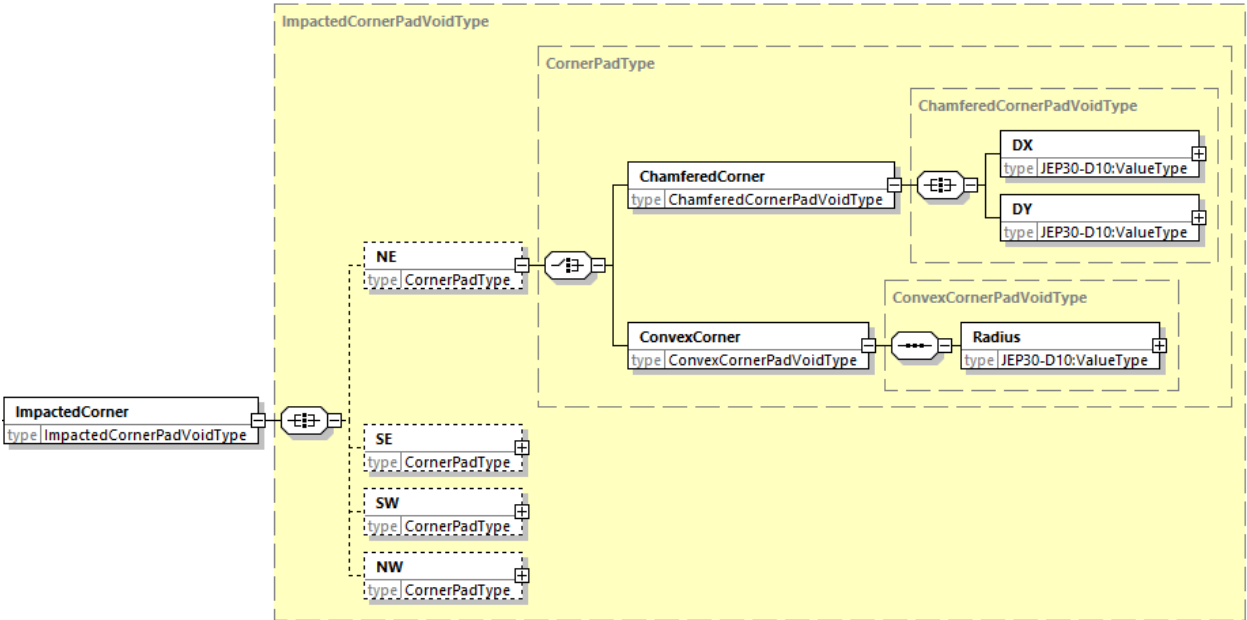 ImpactedCornerPadVoidType
CornerPadType
ChamferedCornerPadVoidType
DX
type JEP30-D10:ValueType
ChamferedCorner
type ChamferedCornerPadVoidType
DY
type JEP30-D10:ValueType
NE
type CornerPadType
ConvexCornerPadVoidType
ConvexCorner
type ConvexCornerPadVoidType
Radius
type JEP30-D10:ValueType
ImpactedCorner
type ImpactedCornerPadVoidType
SE
type CornerPadType
SW
type CornerPadType
NW
type CornerPadType